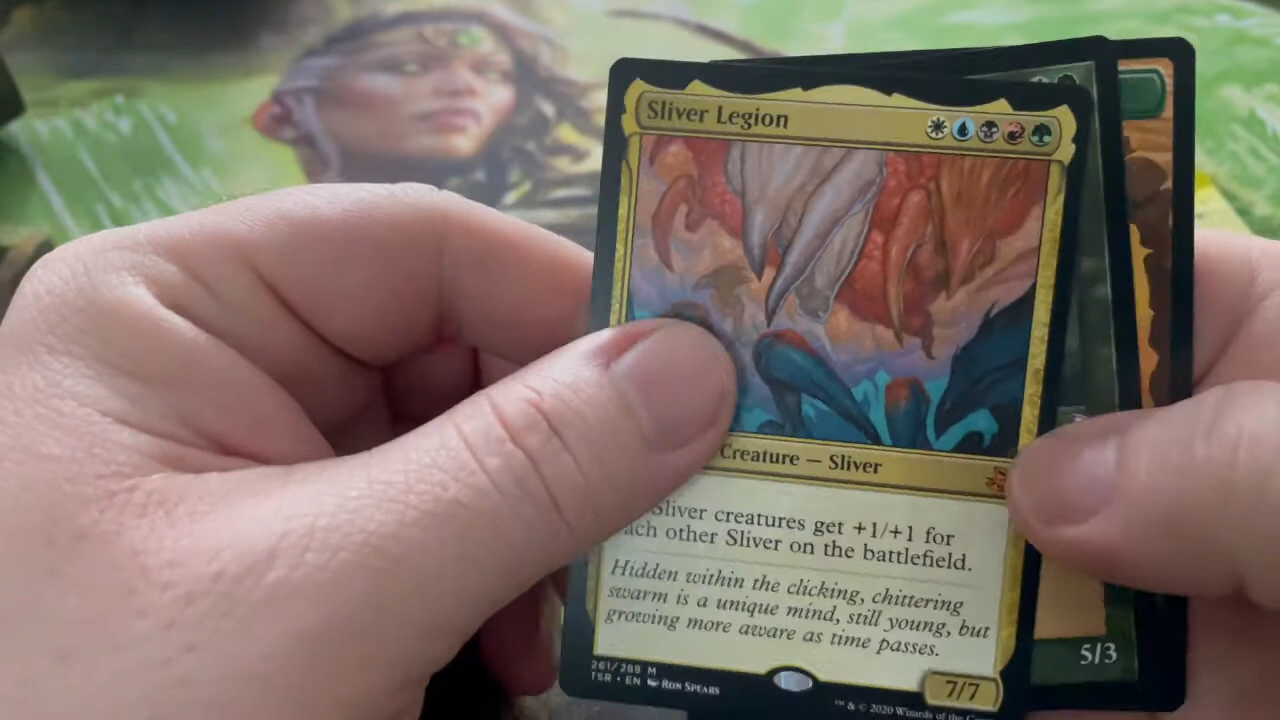 Sliver Legion
Creature — Sliver
Sliver creatures get +1/+1 for
each other Sliver on the battlefield.
Hidden within the clicking, chittering
swarm is a unique mind, still young, but
growing more aware as time passes.
261/289 M
TSR • EN Ron Spears
7/7
™ & © 2020 Wizards of the
5/3